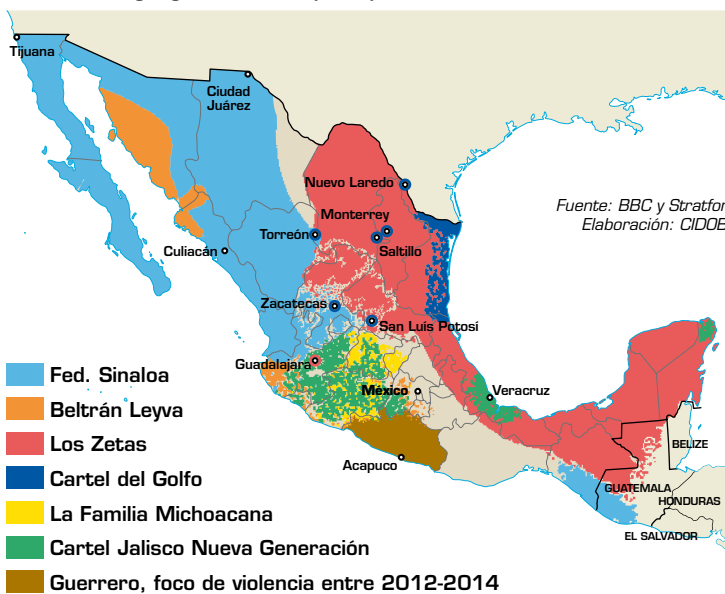 Tijuana
Ciudad
Juárez
Nuevo Laredo
Fuente: BBC y Stratfor
Elaboración: CIDOB
Monterrey
Torreón
Saltillo
Culiacán
Zacatecas
San Luís Potosí
Guadalajara
México
Veracruz
Acapuco
BELIZE
GUATEMALA
HONDURAS
EL SALVADOR
Fed. Sinaloa
Beltrán Leyva
Los Zetas
Cartel del Golfo
La Familia Michoacana
Cartel Jalisco Nueva Generación
Guerrero, foco de violencia entre 2012-2014